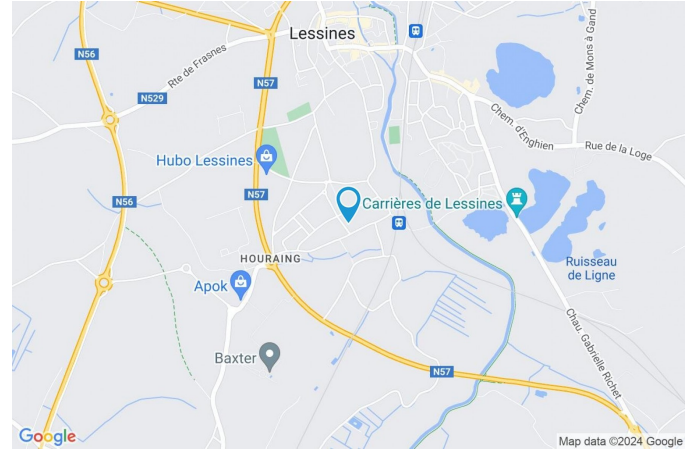 Lessines
N56
Rte de Frasnes
N57
N529
Chem. de Mons à Gand
Chem. d'Enghien
Rue de la Loge
Hubo Lessines
N57
N56
Carrières de Lessines
HOURAING
Ruisseau
de Ligne
Apok
Chau. Gabrielle Richet
Baxter
N57
Google
Map data ©2024 Google